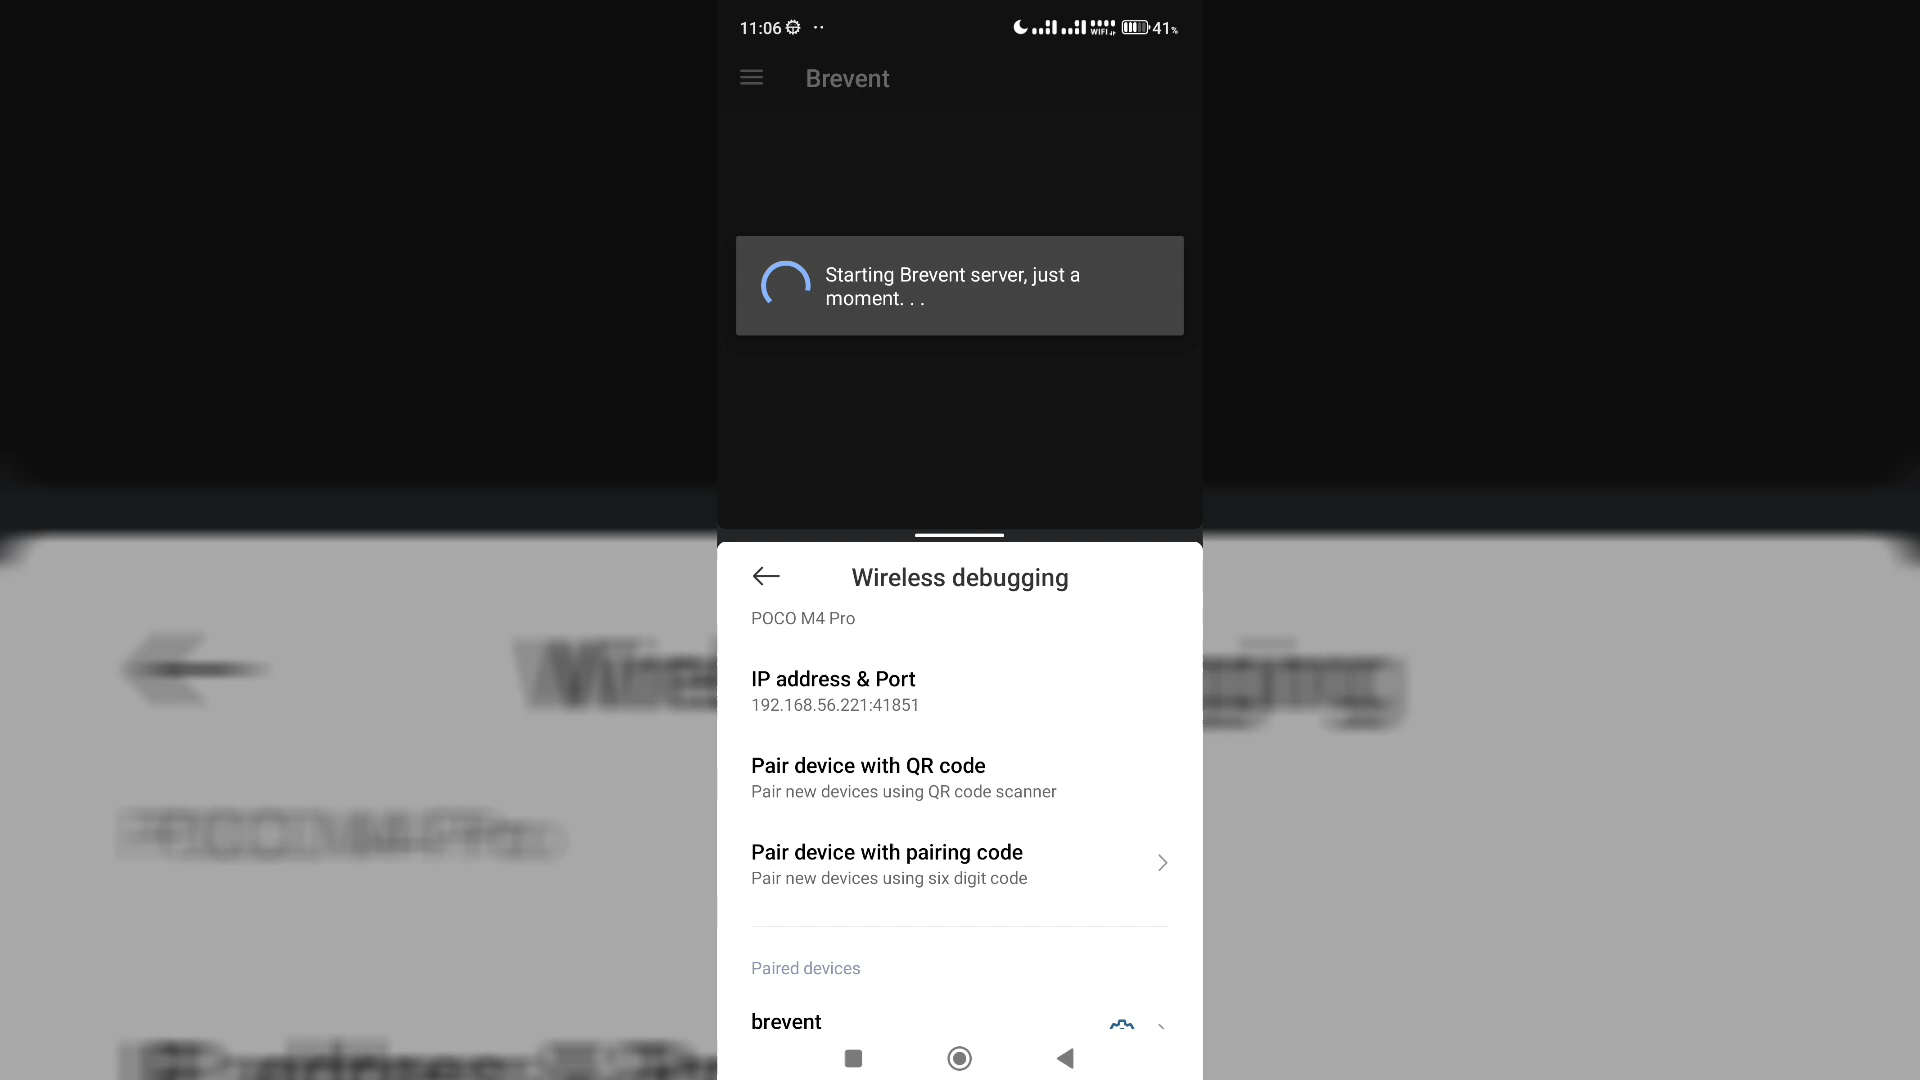 11:06
WIFI
41%
Brevent
Starting Brevent server, just a
moment. . .
Wireless debugging
POCO M4 Pro
IP address & Port
192.168.56.221:41851
Pair device with QR code
Pair new devices using QR code scanner
Pair device with pairing code
Pair new devices using six digit code
Paired devices
brevent